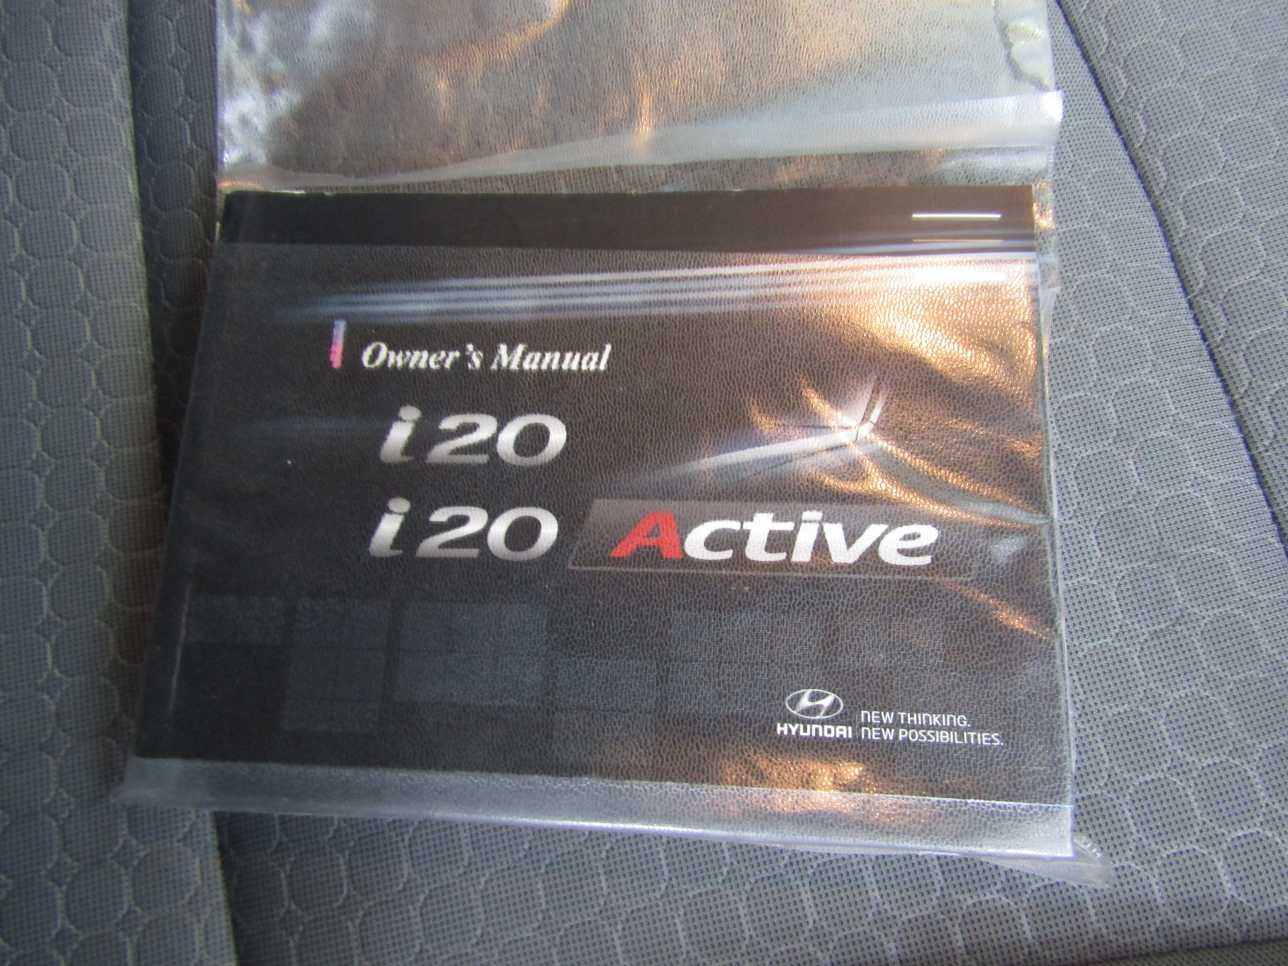 Owner's Manual
i20
i20 Active
HYUNDAI
NEW THINKING.
NEW POSSIBILITIES.